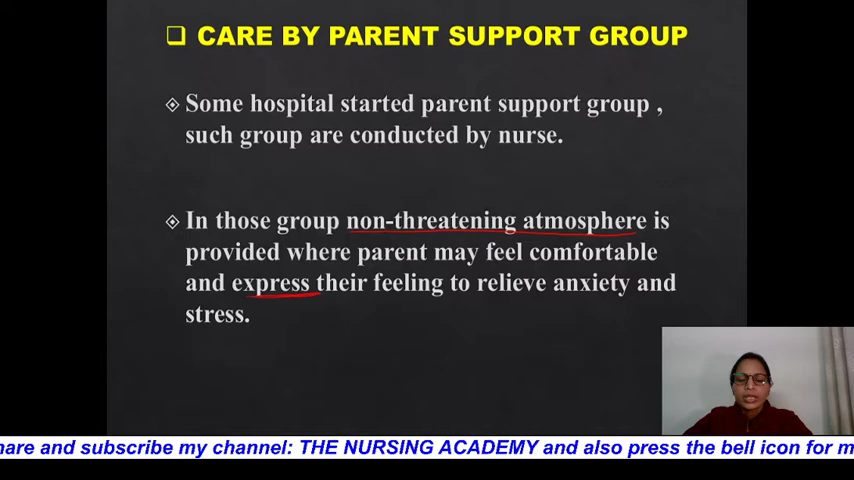 CARE BY PARENT SUPPORT GROUP
Some hospital started parent support group ,
such group are conducted by nurse.
In those group non-threatening atmosphere is
provided where parent may feel comfortable
and express their feeling to relieve anxiety and
stress.
and subscribe my channel: THE NURSING ACADEMY and also press the bell icon for